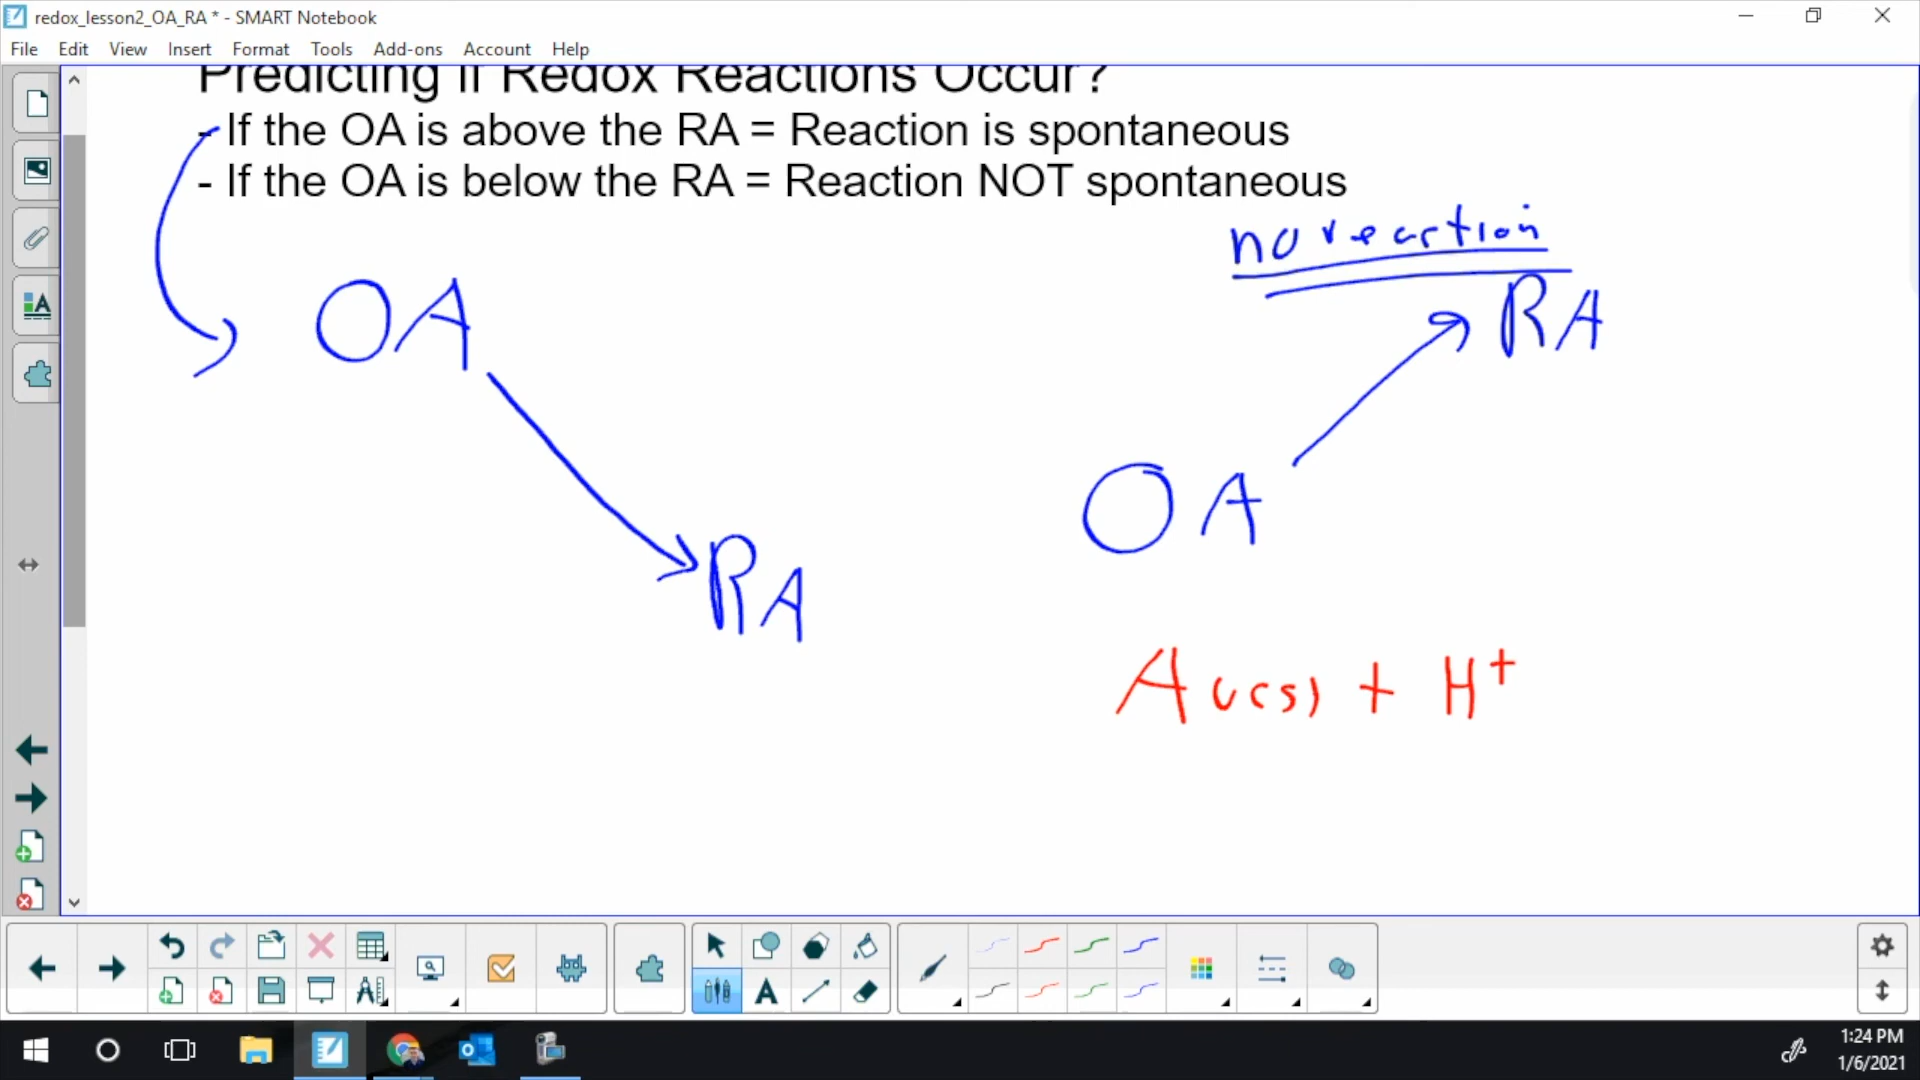 redox_lesson2_OA_RA * - SMART Notebook
File Edit View Insert Format Tools Add-ons Account Help
Predicting if Redox Reactions Occur?
- If the OA is above the RA = Reaction is spontaneous
- If the OA is below the RA = Reaction NOT spontaneous
no reaction
OA
RA
OA
RA
Au(s) + H+
1:24 PM
1/6/2021